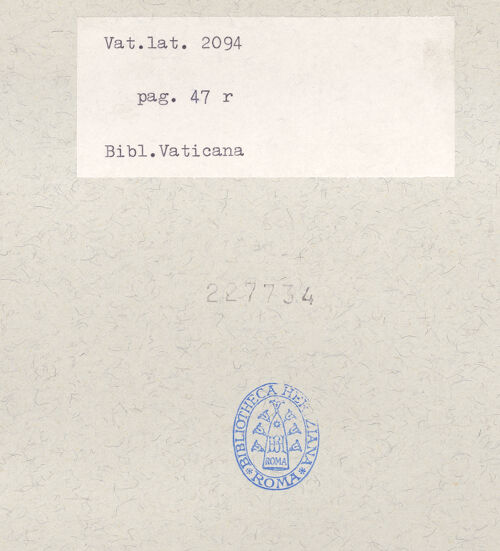 Vat.lat. 2094
pag. 47 r
Bibl.Vaticana
227734
BIBLIOTHECA HERTZIANA
ROMA
*ROMA*